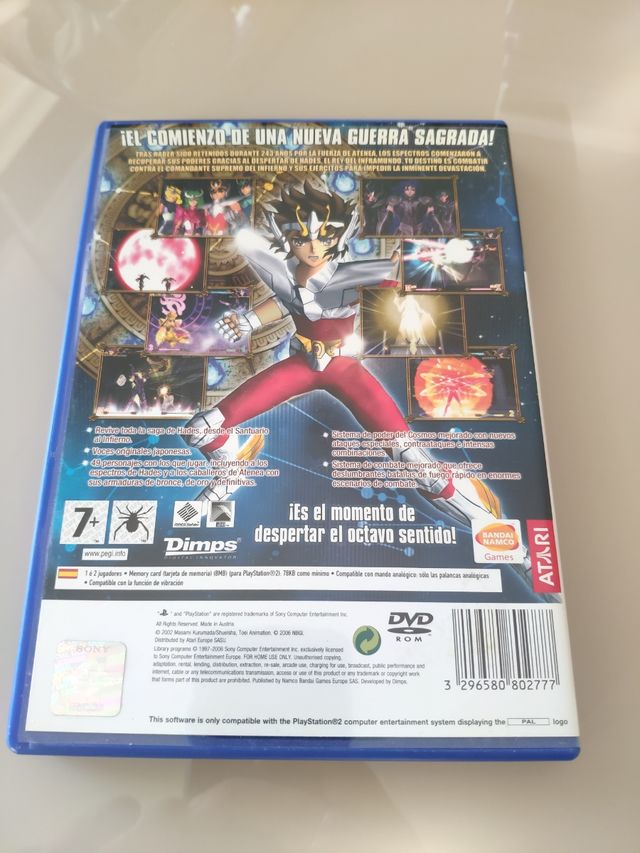 ¡EL COMIENZO DE UNA NUEVA GUERRA SAGRADA!
TRAS HABER SIDO RETENIDOS DURANTE 243 AÑOS POR LA FUERZA DE ATENEA, LOS ESPECTROS COMENZARON A
RECUPERAR SUS PODERES GRACIAS AL DESPERTAR DE HADES, EL REY DEL INFRAMUNDO. TU DESTINO ES COMBATIR
CONTRA EL COMANDANTE SUPREMO DEL INFIERNO Y SUS EJÉRCITOS PARA IMPEDIR LA INMINENTE DEVASTACIÓN.
Revive toda la saga de Hades, desde el Santuario
al Infierno.
Voces originales japonesas.
49 personajes con los que jugar, incluyendo a los
espectros de Hades y a los caballeros de Atenea con
sus armaduras de bronce, de oro y definitivas.
Sistema de poder del Cosmos mejorado con nuevos
ataques especiales, contraataques e intensas
combinaciones.
Sistema de combate mejorado que ofrece
deslumbrantes batallas de fuego rápido en enormes
escenarios de combate.
7+
www.pegi.info
Dimps
¡Es el momento de
despertar el octavo sentido!
BANDAI
NAMCO
Games
ATARI
1 ó 2 jugadores • Memory card (tarjeta de memoria) (8MB) (para PlayStation®2): 78KB como mínimo • Compatible con mando analógico: sólo las palancas analógicas
• Compatible con la función de vibración
" and "PlayStation" are registered trademarks of Sony Computer Entertainment Inc.
All Rights Reserved. Made in Austria.
© 2002 Masami Kurumada/Shueisha, Toei Animation. © 2006 NBGI.
Distributed by Atari Europe SASU.
Library programs © 1997-2006 Sony Computer Entertainment Inc. exclusively licensed
to Sony Computer Entertainment Europe. FOR HOME USE ONLY. Unauthorised copying,
adaptation, rental, lending, distribution, extraction, re-sale, arcade use, charging for use, broadcast, public performance and
internet, cable or any telecommunications transmission, access or use of this product or any trademark or copyright work
that forms part of this product are prohibited. Published by Namco Bandai Games Europe SAS. Developed by Dimps.
DVD
ROM
SONY
3 296580 802777
This software is only compatible with the PlayStation®2 computer entertainment system displaying the PAL logo